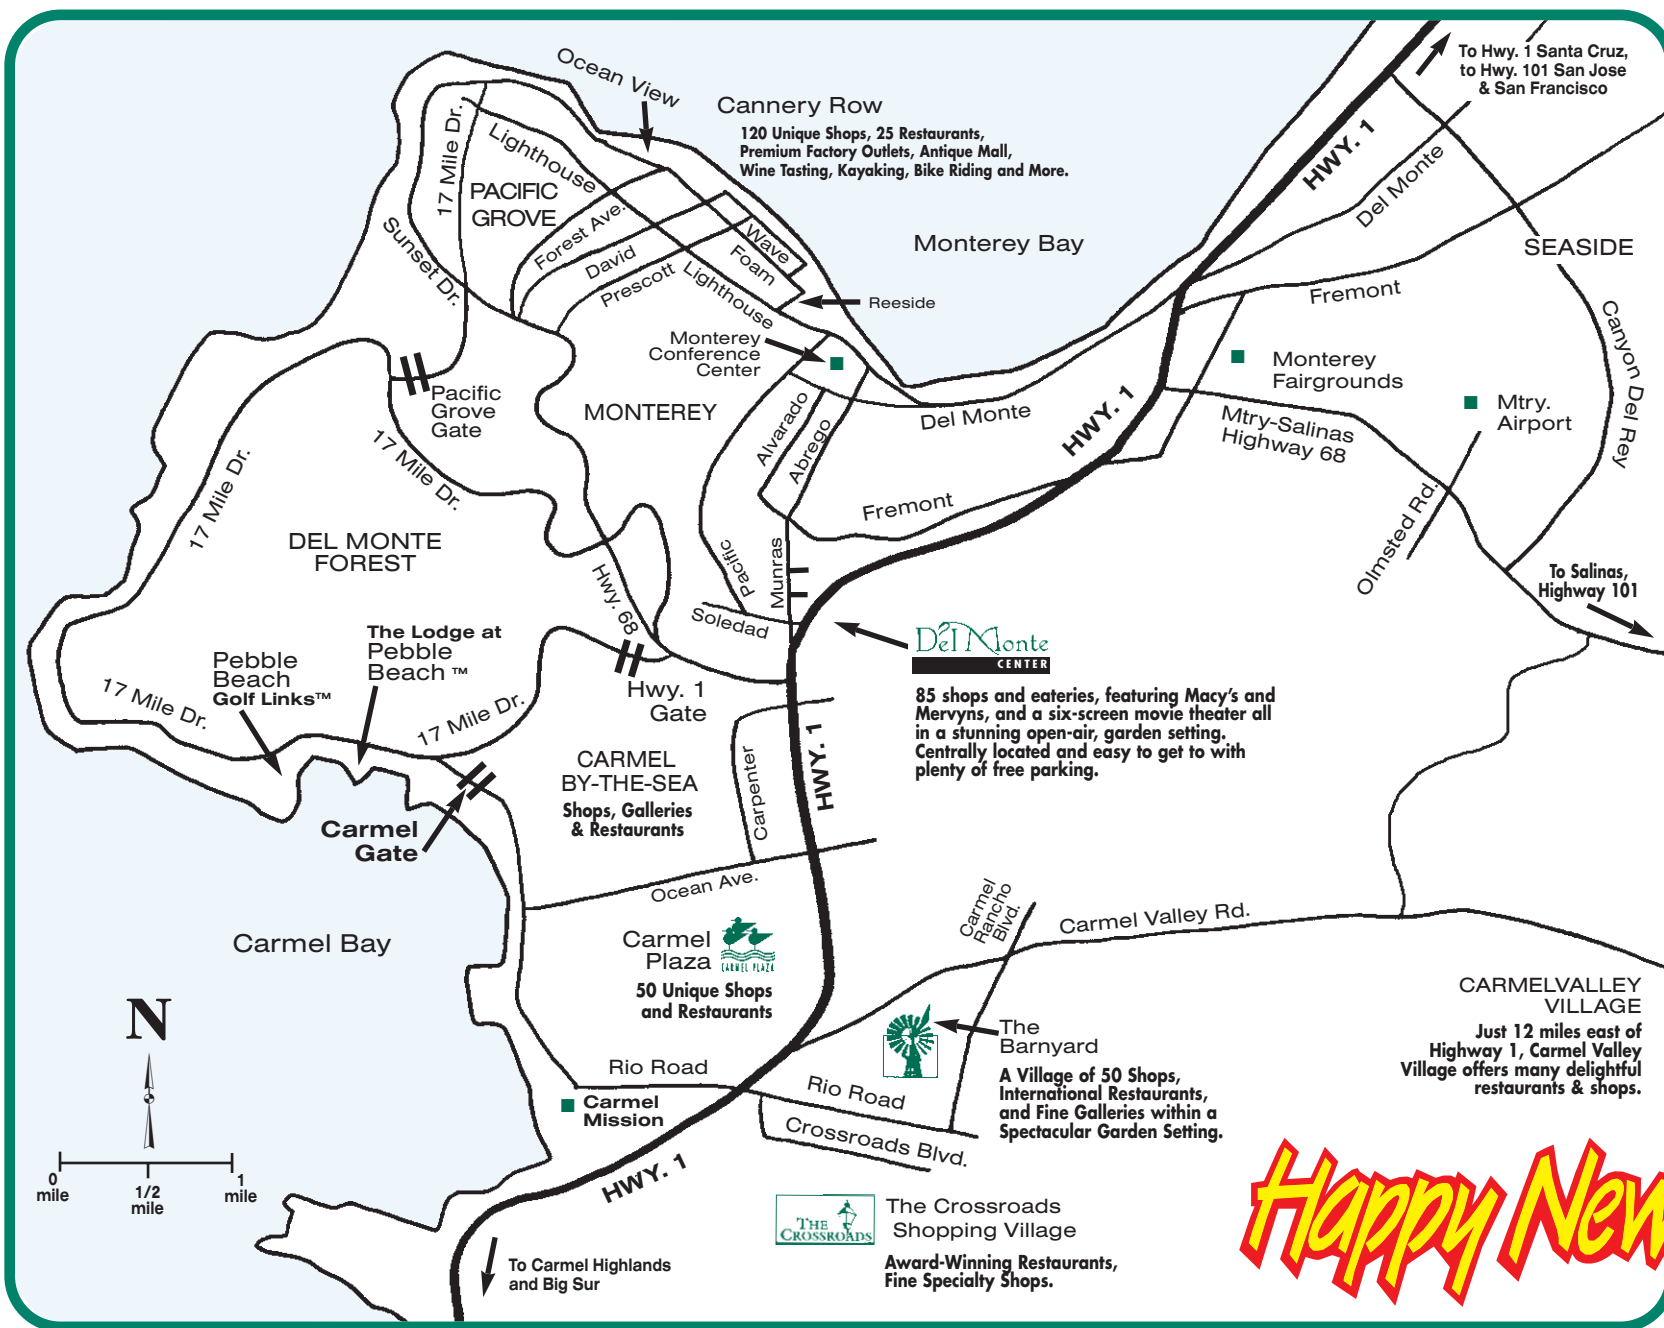 To Hwy. 1 Santa Cruz,
to Hwy. 101 San Jose
& San Francisco
Ocean View
Cannery Row
120 Unique Shops, 25 Restaurants,
Premium Factory Outlets, Antique Mall,
Wine Tasting, Kayaking, Bike Riding and More.
HWY. 1
Del Monte
17 Mile Dr.
Lighthouse
PACIFIC
GROVE
Sunset Dr.
Forest Ave.
David
Prescott
Lighthouse
Wave
Foam
Monterey Bay
SEASIDE
Reeside
Fremont
Canyon Del Rey
Monterey
Conference
Center
Monterey
Fairgrounds
Mtry.
Airport
Pacific
Grove
Gate
MONTEREY
Alvarado
Abrego
Del Monte
HWY. 1
Mtry-Salinas
Highway 68
17 Mile Dr.
17 Mile Dr.
Fremont
Olmsted Rd.
DEL MONTE
FOREST
Hwy. 68
Pacific
Munras
Soledad
To Salinas,
Highway 101
Del Monte
CENTER
85 shops and eateries, featuring Macy's and
Mervyns, and a six-screen movie theater all
in a stunning open-air, garden setting.
Centrally located and easy to get to with
plenty of free parking.
The Lodge at
Pebble
Beach ™
Pebble
Beach
Golf Links™
17 Mile Dr.
17 Mile Dr.
Hwy. 1
Gate
CARMEL
BY-THE-SEA
Shops, Galleries
& Restaurants
Carpenter
HWY. 1
Carmel
Gate
Ocean Ave.
Carmel
Rancho
Blvd.
Carmel Valley Rd.
Carmel Bay
Carmel
Plaza
CARMEL PLAZA
50 Unique Shops
and Restaurants
CARMELVALLEY
VILLAGE
Just 12 miles east of
Highway 1, Carmel Valley
Village offers many delightful
restaurants & shops.
N
The
Barnyard
A Village of 50 Shops,
International Restaurants,
and Fine Galleries within a
Spectacular Garden Setting.
Rio Road
Rio Road
Carmel
Mission
Crossroads Blvd.
HWY. 1
0
mile
1/2
mile
1
mile
THE
CROSSROADS
The Crossroads
Shopping Village
Award-Winning Restaurants,
Fine Specialty Shops.
To Carmel Highlands
and Big Sur
Happy New